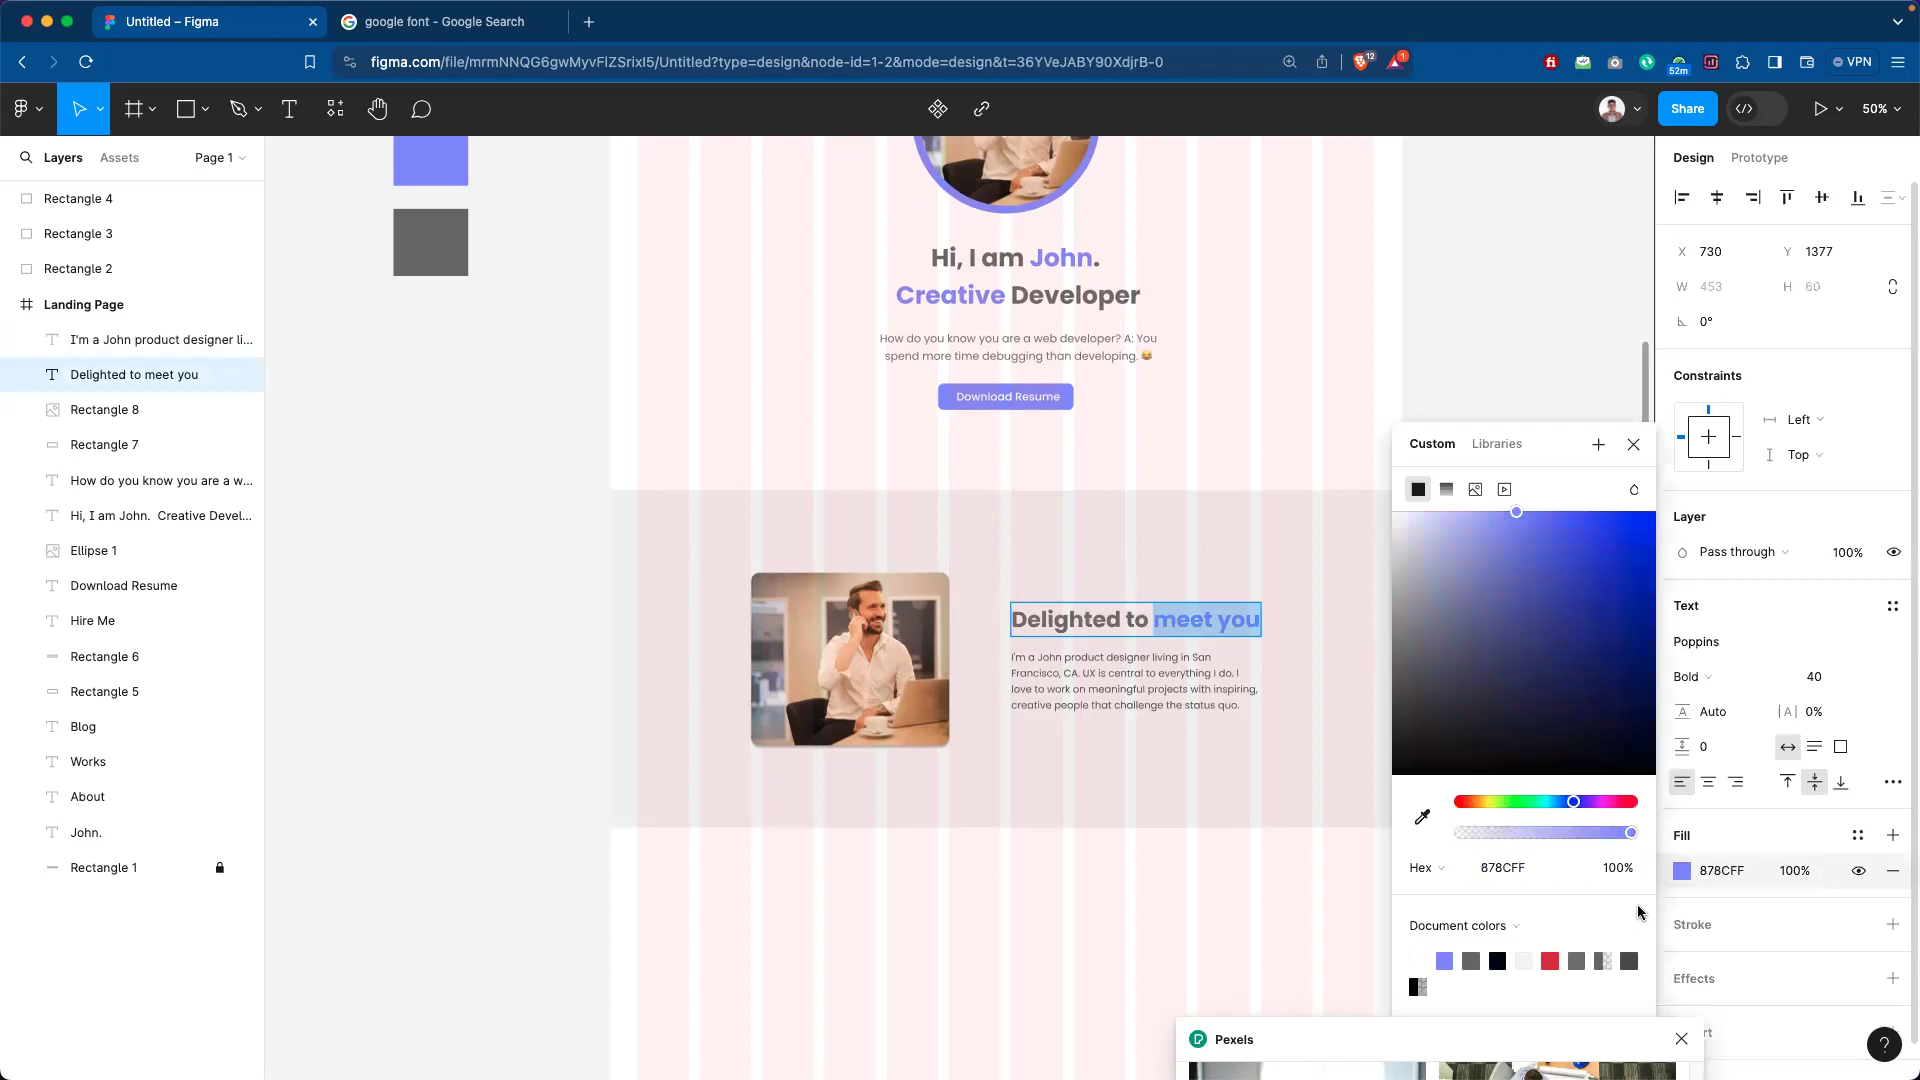 Untitled – Figma
google font - Google Search
figma.com/file/mrmNNQG6gwMyvFlZSrixI5/Untitled?type=design&node-id=1-2&mode=design&t=36YVeJABY90XdjrB-0
12
1
52m
VPN
Share
50%
Layers
Assets
Page 1
Rectangle 4
Rectangle 3
Rectangle 2
Landing Page
I'm a John product designer li...
Delighted to meet you
Rectangle 8
Rectangle 7
How do you know you are a w...
Hi, I am John. Creative Devel...
Ellipse 1
Download Resume
Hire Me
Rectangle 6
Rectangle 5
Blog
Works
About
John.
Rectangle 1
Hi, I am John.
Creative Developer
How do you know you are a web developer? A: You
spend more time debugging than developing. 😂
Download Resume
Delighted to meet you
I'm a John product designer living in San
Francisco, CA. UX is central to everything I do. I
love to work on meaningful projects with inspiring,
creative people that challenge the status quo.
Custom
Libraries
Hex
878CFF
100%
Document colors
Pexels
Design
Prototype
X 730
Y 1377
W 453
H 60
0°
Constraints
Left
Top
Layer
Pass through
100%
Text
Poppins
Bold
40
Auto
|A| 0%
0
Fill
878CFF
100%
Stroke
Effects
rt
?